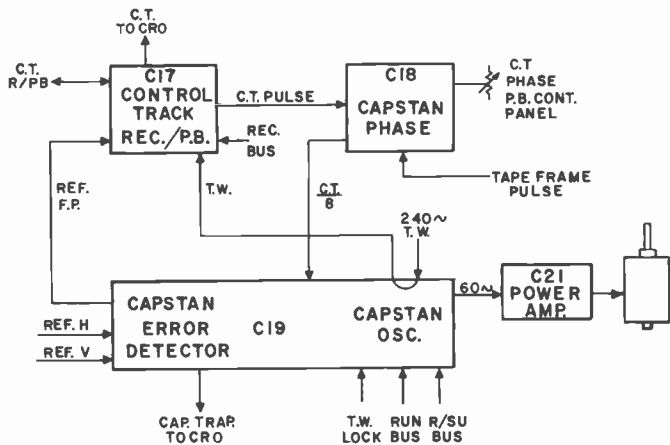 C.T.
TO CRO
C.T.
R/PB
C17
CONTROL
TRACK
REC./P.B.
C.T. PULSE
C18
CAPSTAN
PHASE
C.T
PHASE
P.B. CONT.
PANEL
REC.
BUS
REF.
F.P.
T.W.
C.T.
8
TAPE FRAME
PULSE
240~
T.W.
CAPSTAN
ERROR
DETECTOR
C19
CAPSTAN
OSC.
60~
C21
POWER
AMP.
REF. H
REF. V
CAP. TRAP.
TO CRO
T.W.
LOCK
RUN
BUS
R/SU
BUS